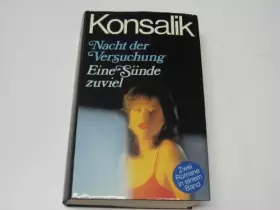 Konsalik
Nacht der
Versuchung
Eine Sünde
zuviel
Zwei
Romane
in einem
Band